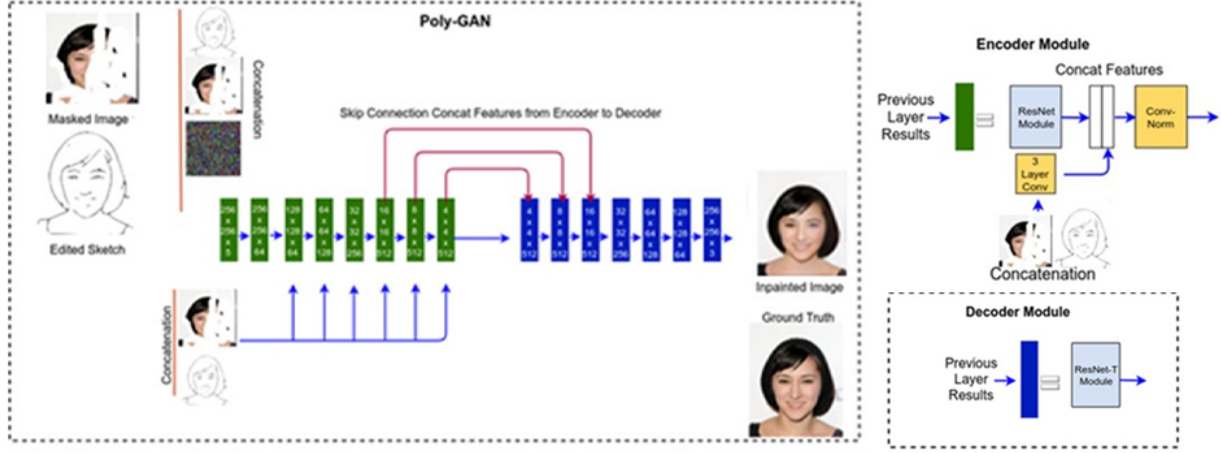 Poly-GAN
Masked Image
Edited Sketch
Concatenation
Skip Connection Concat Features from Encoder to Decoder
256 x 256 x 5
256 x 256 x 64
128 x 128 x 64
64 x 64 x 128
32 x 32 x 256
16 x 16 x 512
8 x 8 x 512
4 x 4 x 512
4 x 4 x 512
8 x 8 x 512
16 x 16 x 512
32 x 32 x 256
64 x 64 x 128
128 x 128 x 64
256 x 256 x 3
Concatenation
Inpainted Image
Ground Truth
Encoder Module
Concat Features
Previous
Layer
Results
ResNet
Module
Conv-
Norm
3
Layer
Conv
Concatenation
Decoder Module
Previous
Layer
Results
ResNet-T
Module